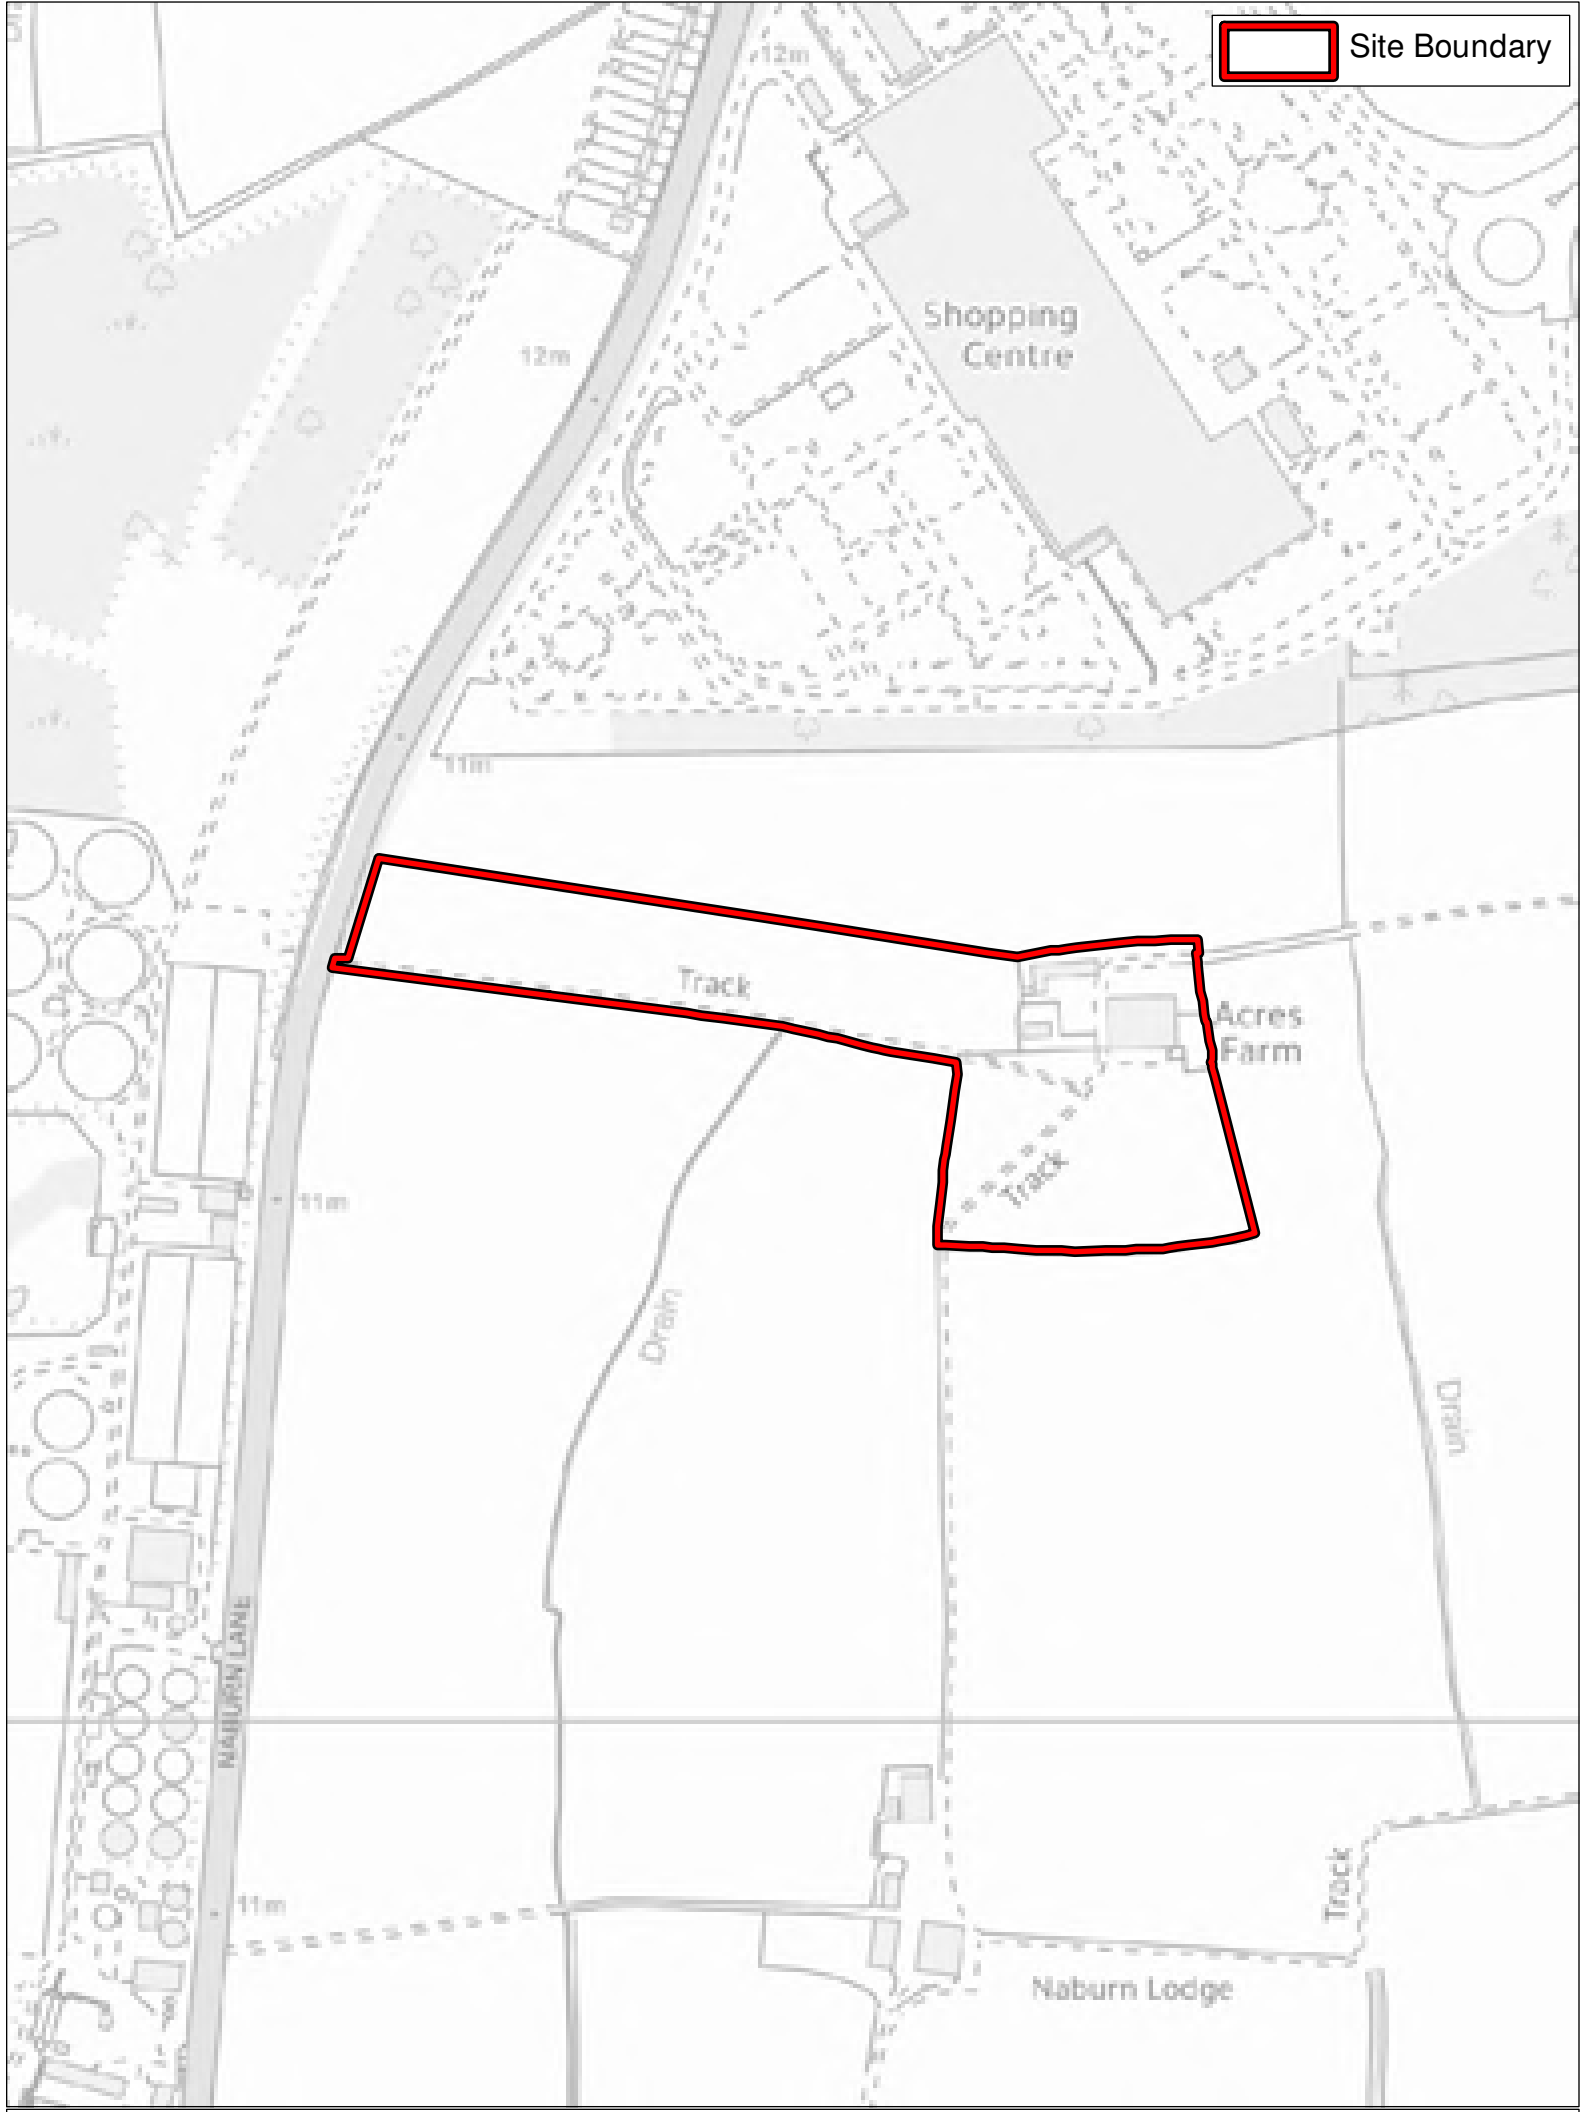 Site Boundary
12m
Shopping
Centre
12m
11m
Track
Acres
Farm
Track
11m
Drain
Drain
NABURN LANE
Track
11m
Naburn Lodge